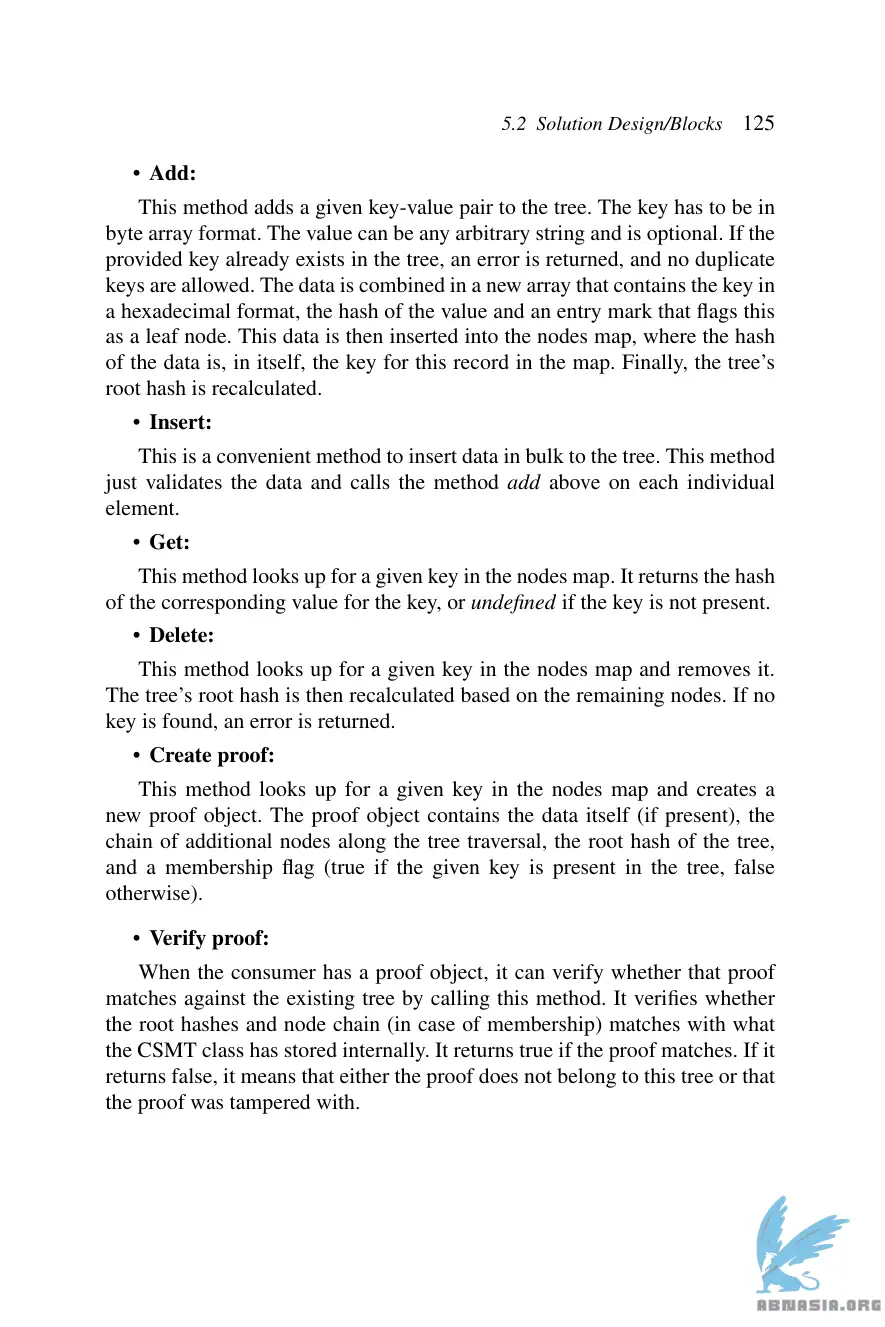 5.2 Solution Design/Blocks 125
• Add:
This method adds a given key-value pair to the tree. The key has to be in
byte array format. The value can be any arbitrary string and is optional. If the
provided key already exists in the tree, an error is returned, and no duplicate
keys are allowed. The data is combined in a new array that contains the key in
a hexadecimal format, the hash of the value and an entry mark that flags this
as a leaf node. This data is then inserted into the nodes map, where the hash
of the data is, in itself, the key for this record in the map. Finally, the tree’s
root hash is recalculated.
• Insert:
This is a convenient method to insert data in bulk to the tree. This method
just validates the data and calls the method add above on each individual
element.
• Get:
This method looks up for a given key in the nodes map. It returns the hash
of the corresponding value for the key, or undefined if the key is not present.
• Delete:
This method looks up for a given key in the nodes map and removes it.
The tree’s root hash is then recalculated based on the remaining nodes. If no
key is found, an error is returned.
• Create proof:
This method looks up for a given key in the nodes map and creates a
new proof object. The proof object contains the data itself (if present), the
chain of additional nodes along the tree traversal, the root hash of the tree,
and a membership flag (true if the given key is present in the tree, false
otherwise).
• Verify proof:
When the consumer has a proof object, it can verify whether that proof
matches against the existing tree by calling this method. It verifies whether
the root hashes and node chain (in case of membership) matches with what
the CSMT class has stored internally. It returns true if the proof matches. If it
returns false, it means that either the proof does not belong to this tree or that
the proof was tampered with.
ABNASIA.ORG